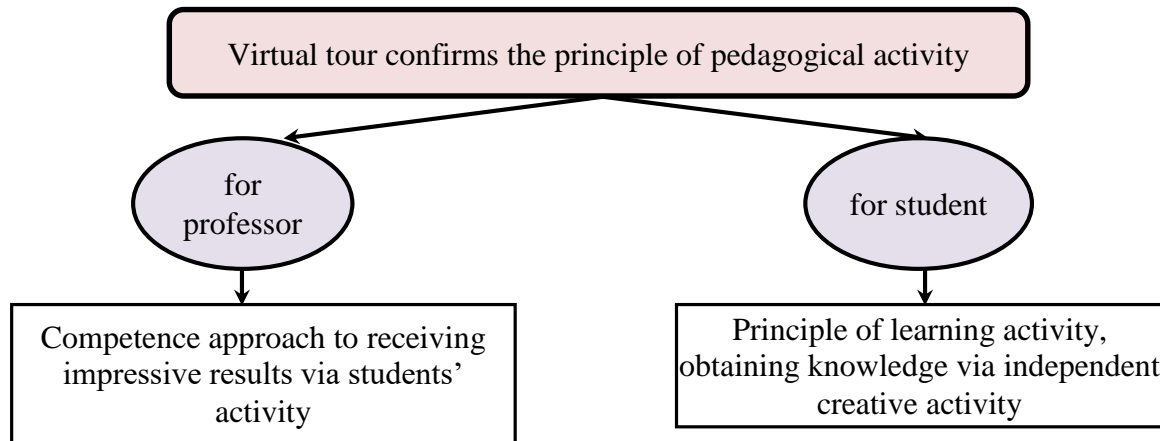 Virtual tour confirms the principle of pedagogical activity
for
professor
for student
Competence approach to receiving
impressive results via students’
activity
Principle of learning activity,
obtaining knowledge via independent
creative activity